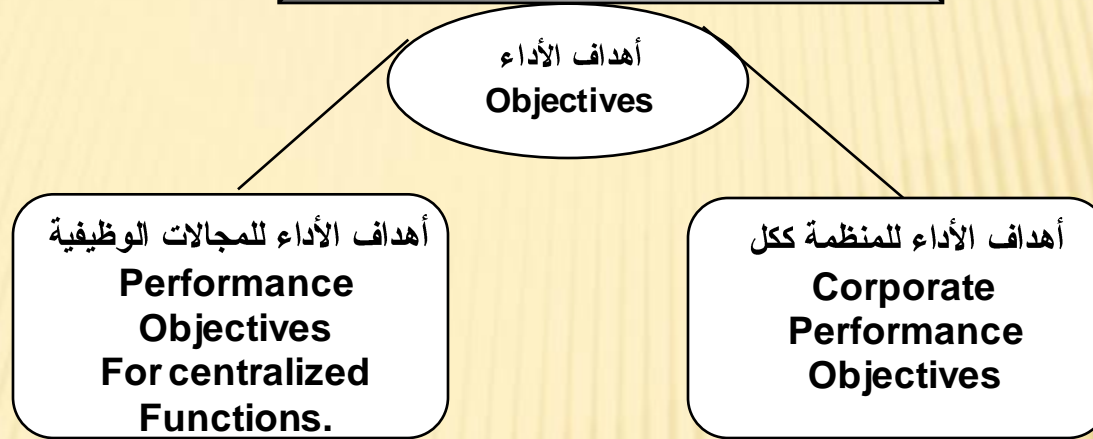 أهداف الأداء
Objectives
أهداف الأداء للمنظمة ككل
Corporate
Performance
Objectives
أهداف الأداء للمجالات الوظيفية
Performance
Objectives
For centralized
Functions.